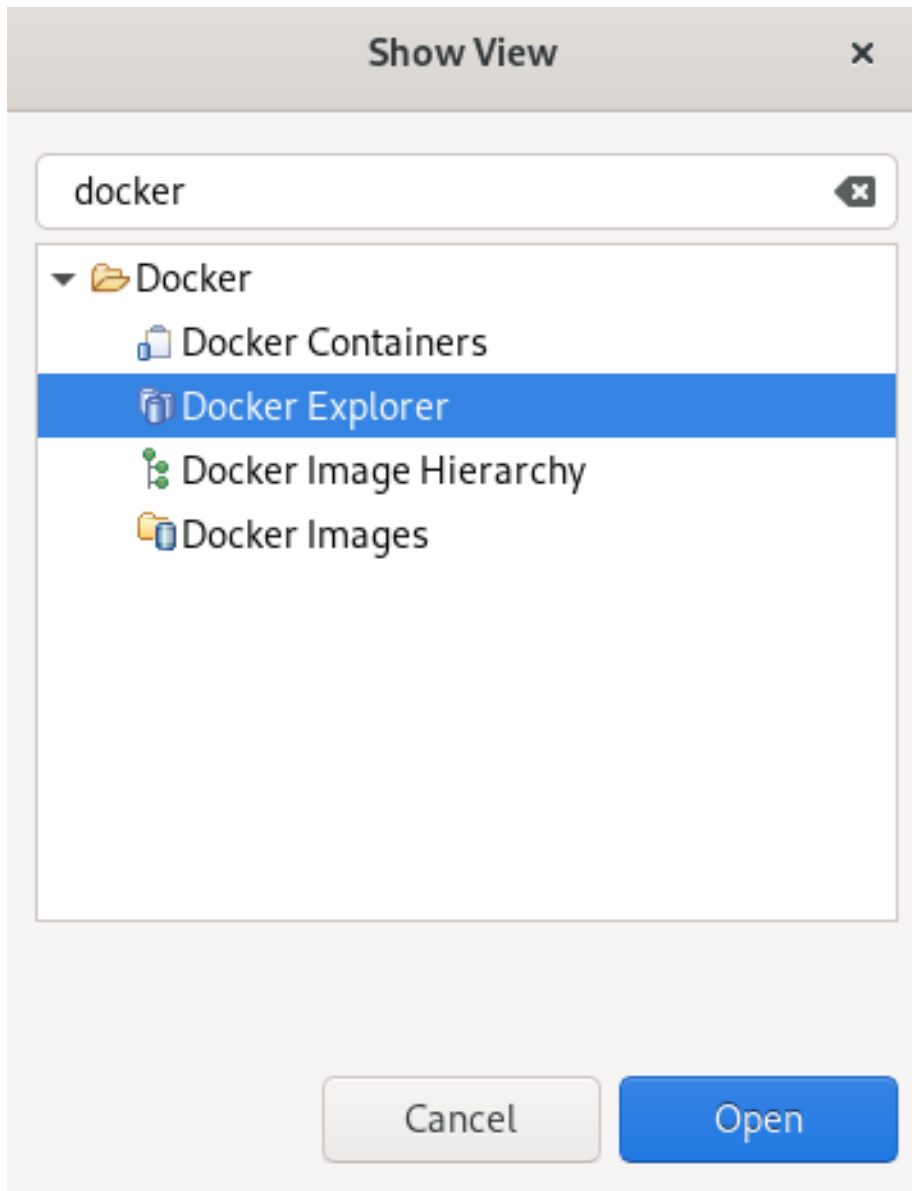 Show View
docker
Docker
Docker Containers
Docker Explorer
Docker Image Hierarchy
Docker Images
Cancel
Open